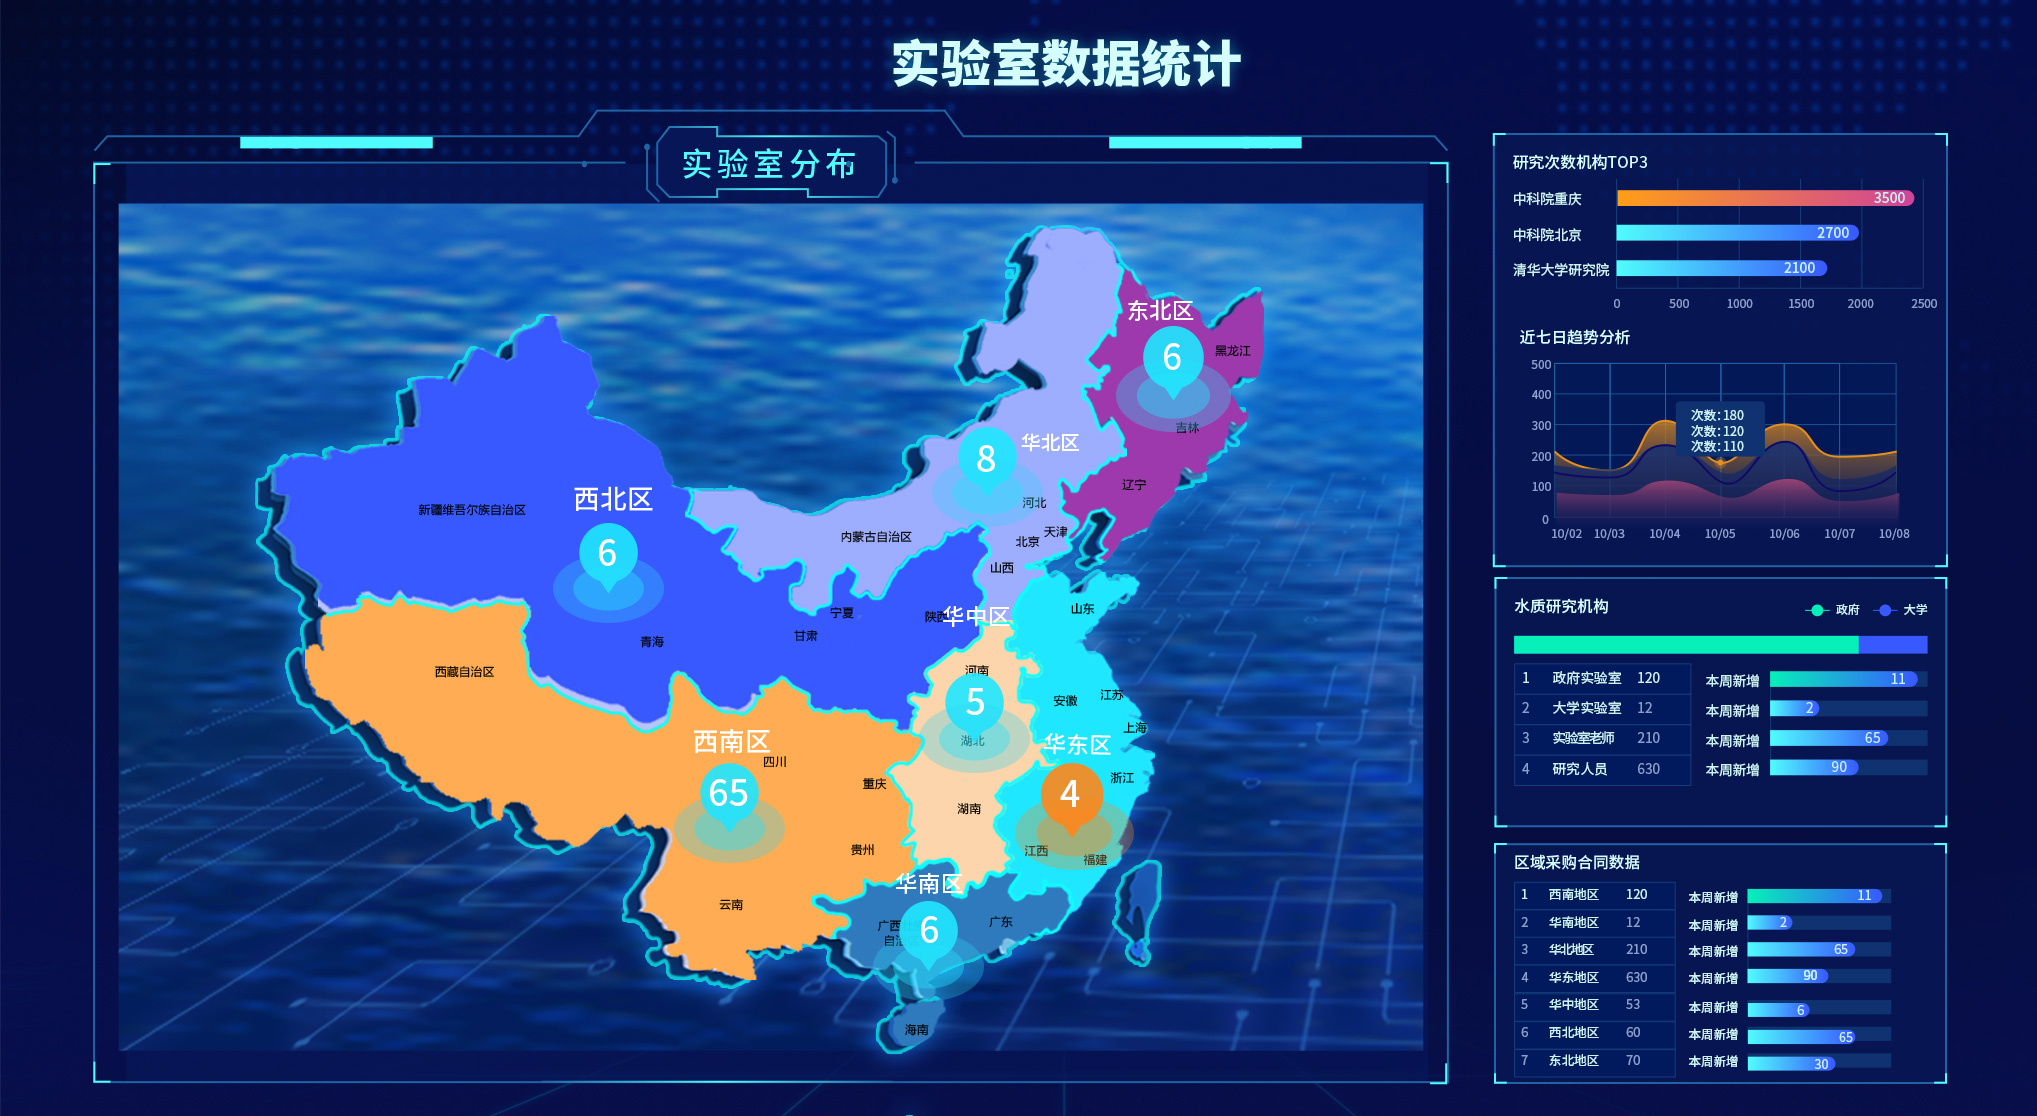 实验室数据统计
实验室分布
东北区
6
黑龙江
吉林
辽宁
8
华北区
河北
天津
北京
内蒙古自治区
山西
西北区
6
新疆维吾尔族自治区
宁夏
甘肃
青海
陕西
华中区
河南
5
湖北
湖南
山东
安徽
江苏
上海
华东区
4
浙江
江西
福建
西藏自治区
西南区
65
四川
重庆
贵州
云南
华南区
6
广西
自治
广东
海南
研究次数机构TOP3
中科院重庆 3500
中科院北京 2700
清华大学研究院 2100
0 500 1000 1500 2000 2500
近七日趋势分析
500
400
300
200
100
0
次数:180
次数:120
次数:110
10/02 10/03 10/04 10/05 10/06 10/07 10/08
水质研究机构
政府 大学
1 政府实验室 120 本周新增 11
2 大学实验室 12 本周新增 2
3 实验室老师 210 本周新增 65
4 研究人员 630 本周新增 90
区域采购合同数据
1 西南地区 120 本周新增 11
2 华南地区 12 本周新增 2
3 华北地区 210 本周新增 65
4 华东地区 630 本周新增 90
5 华中地区 53 本周新增 6
6 西北地区 60 本周新增 65
7 东北地区 70 本周新增 30